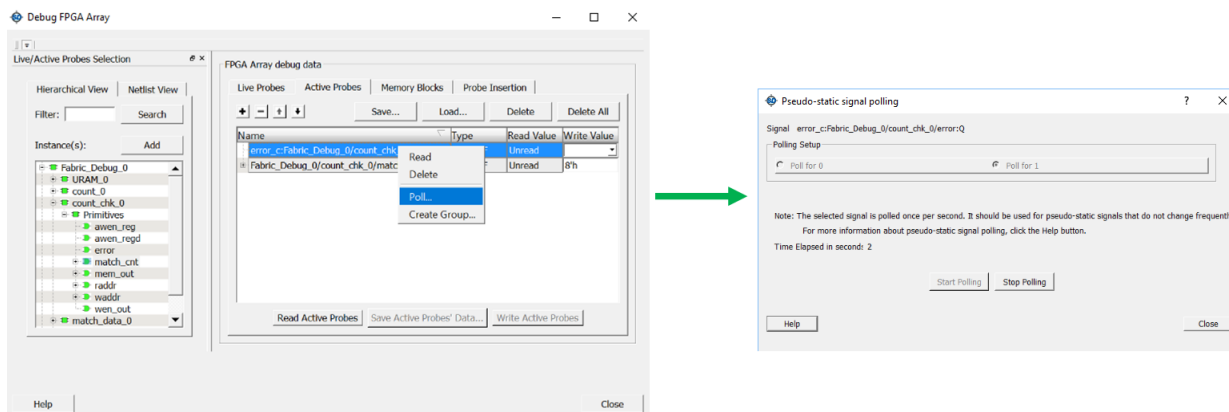 Debug FPGA Array
Live/Active Probes Selection
Hierarchical View
Netlist View
Filter:
Search
Instance(s):
Add
Fabric_Debug_0
URAM_0
count_0
count_chk_0
Primitives
awen_reg
awen_regd
error
match_cnt
mem_out
raddr
waddr
wen_out
match_data_0
FPGA Array debug data
Live Probes
Active Probes
Memory Blocks
Probe Insertion
Save...
Load...
Delete
Delete All
Name
Type
Read Value
Write Value
error_c:Fabric_Debug_0/count_chk
Unread
Fabric_Debug_0/count_chk_0/matc
Unread
8'h
Read
Delete
Poll...
Create Group...
Read Active Probes
Save Active Probes' Data...
Write Active Probes
Help
Close
Pseudo-static signal polling
?
Signal error_c:Fabric_Debug_0/count_chk_0/error:Q
Polling Setup
Poll for 0
Poll for 1
Note: The selected signal is polled once per second. It should be used for pseudo-static signals that do not change frequent
For more information about pseudo-static signal polling, click the Help button.
Time Elapsed in second: 2
Start Polling
Stop Polling
Help
Close